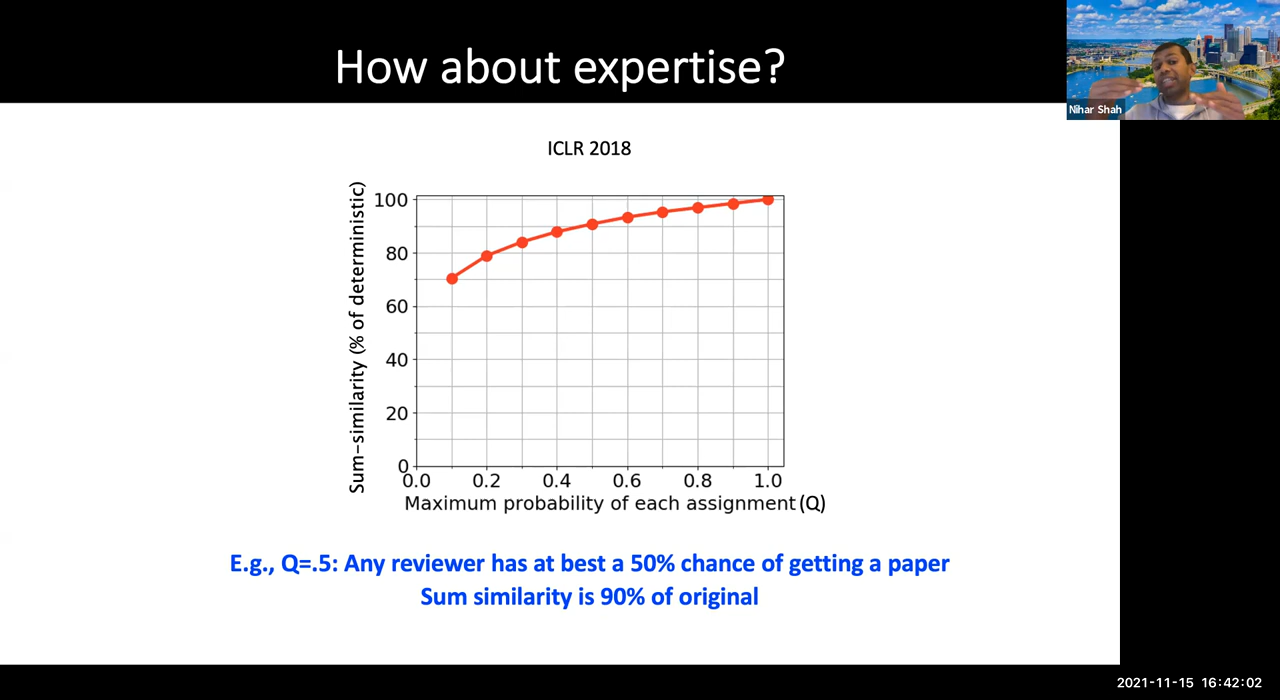 How about expertise?
Nihar Shah
ICLR 2018
Sum-similarity (% of deterministic)
100
80
60
40
20
0
0.0 0.2 0.4 0.6 0.8 1.0
Maximum probability of each assignment (Q)
E.g., Q=.5: Any reviewer has at best a 50% chance of getting a paper
Sum similarity is 90% of original
2021-11-15 16:42:02